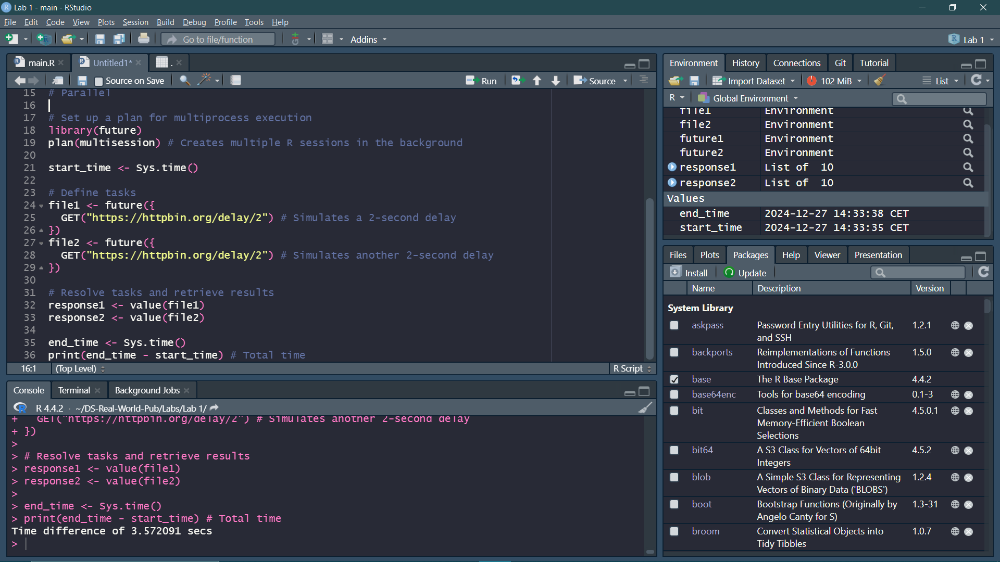 Lab 1 - main - RStudio
File Edit Code View Plots Session Build Debug Profile Tools Help
Go to file/function Addins Lab 1
main.R Untitled1* .
Source on Save Run Source
15 # Parallel
16
17 # Set up a plan for multiprocess execution
18 library(future)
19 plan(multisession) # Creates multiple R sessions in the background
20
21 start_time <- Sys.time()
22
23 # Define tasks
24 file1 <- future({
25   GET("https://httpbin.org/delay/2") # Simulates a 2-second delay
26 })
27 file2 <- future({
28   GET("https://httpbin.org/delay/2") # Simulates another 2-second delay
29 })
30
31 # Resolve tasks and retrieve results
32 response1 <- value(file1)
33 response2 <- value(file2)
34
35 end_time <- Sys.time()
36 print(end_time - start_time) # Total time
16:1 (Top Level) R Script
Console Terminal Background Jobs
R 4.4.2 · ~/DS-Real-World-Pub/Labs/Lab 1/
+   GET("https://httpbin.org/delay/2") # Simulates another 2-second delay
+ })
>
> # Resolve tasks and retrieve results
> response1 <- value(file1)
> response2 <- value(file2)
>
> end_time <- Sys.time()
> print(end_time - start_time) # Total time
Time difference of 3.572091 secs
>
Environment History Connections Git Tutorial
Import Dataset 102 MiB List
R Global Environment
file1 Environment
file2 Environment
future1 Environment
future2 Environment
response1 List of  10
response2 List of  10
Values
end_time 2024-12-27 14:33:38 CET
start_time 2024-12-27 14:33:35 CET
Files Plots Packages Help Viewer Presentation
Install Update
Name Description Version
System Library
askpass Password Entry Utilities for R, Git, 1.2.1
and SSH
backports Reimplementations of Functions 1.5.0
Introduced Since R-3.0.0
base The R Base Package 4.4.2
base64enc Tools for base64 encoding 0.1-3
bit Classes and Methods for Fast 4.5.0.1
Memory-Efficient Boolean
Selections
bit64 A S3 Class for Vectors of 64bit 4.5.2
Integers
blob A Simple S3 Class for Representing 1.2.4
Vectors of Binary Data ('BLOBS')
boot Bootstrap Functions (Originally by 1.3-31
Angelo Canty for S)
broom Convert Statistical Objects into 1.0.7
Tidy Tibbles